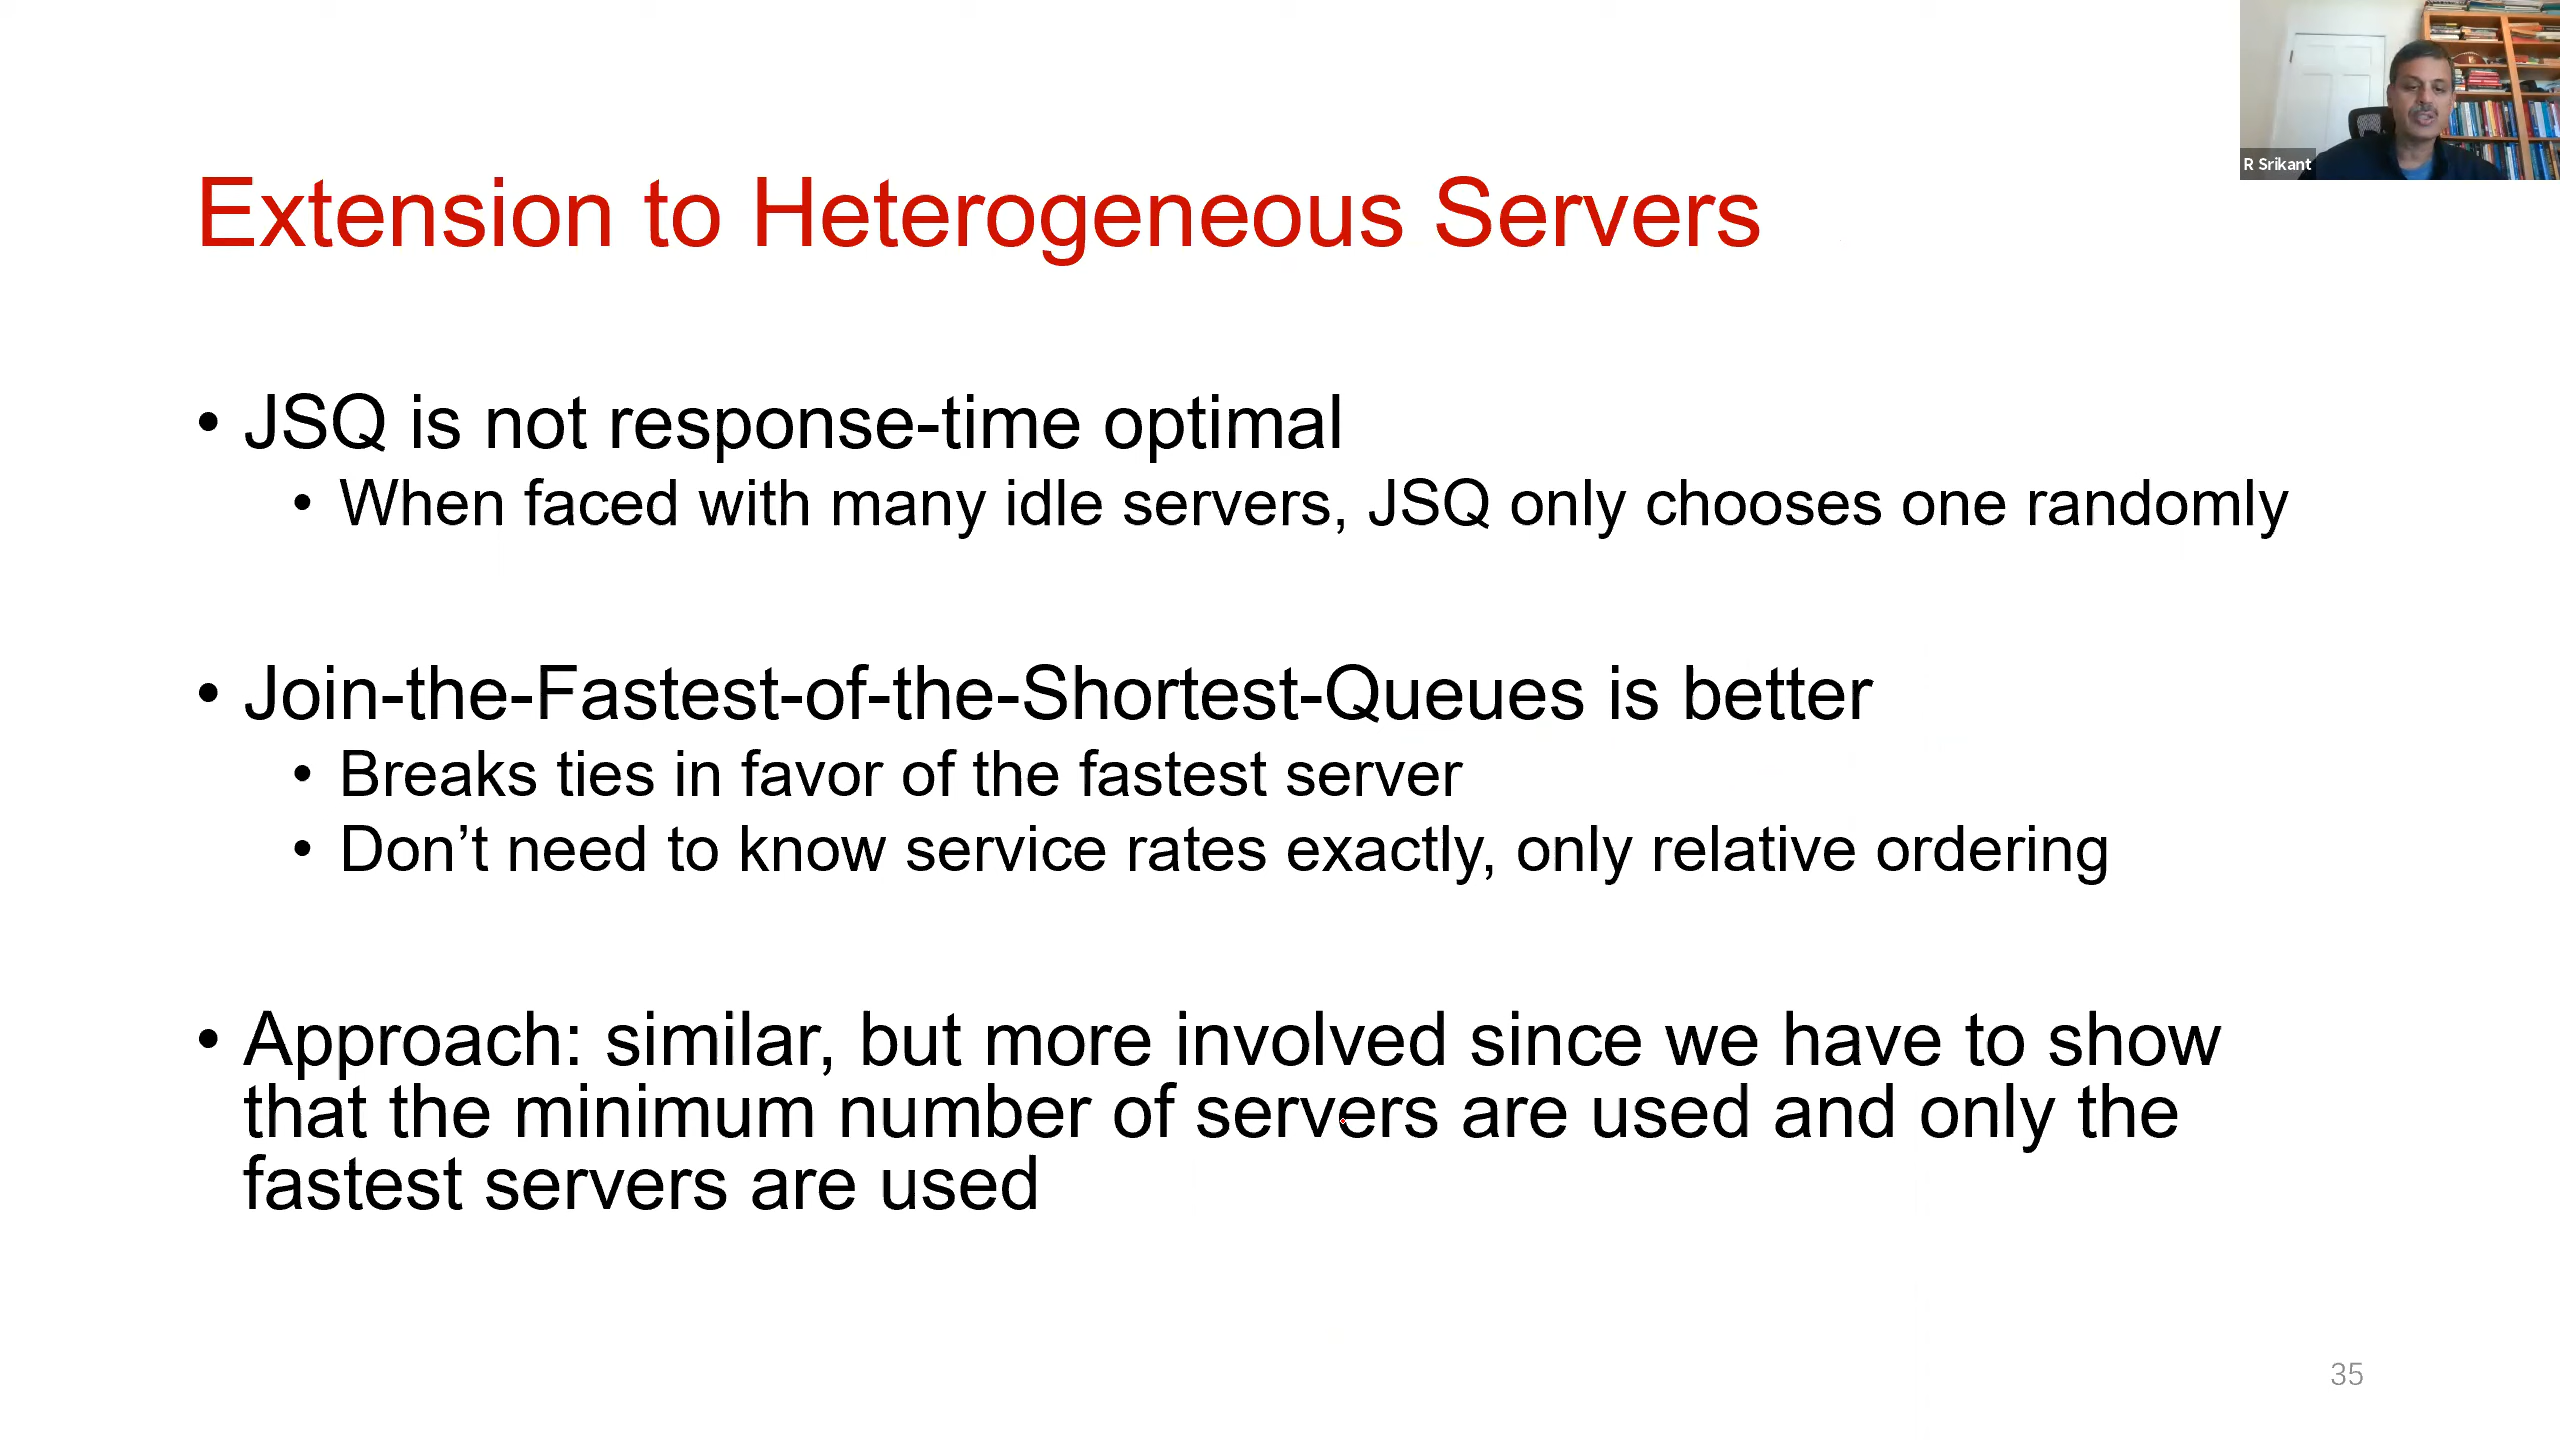 R Srikant
Extension to Heterogeneous Servers
• JSQ is not response-time optimal
• When faced with many idle servers, JSQ only chooses one randomly
• Join-the-Fastest-of-the-Shortest-Queues is better
• Breaks ties in favor of the fastest server
• Don’t need to know service rates exactly, only relative ordering
• Approach: similar, but more involved since we have to show
that the minimum number of servers are used and only the
fastest servers are used
35